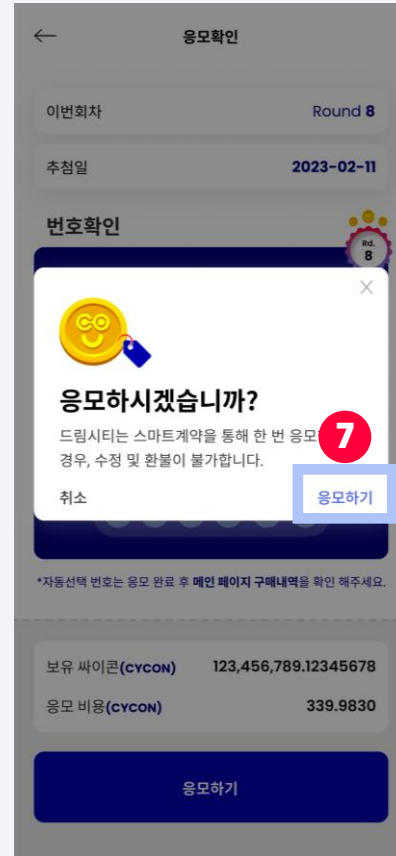 응모확인
이번회차 Round 8
추첨일 2023-02-11
번호확인
Rd.
8
CO
응모하시겠습니까?
드림시티는 스마트계약을 통해 한 번 응모
7
경우, 수정 및 환불이 불가합니다.
취소 응모하기
*자동선택 번호는 응모 완료 후 메인 페이지 구매내역을 확인 해주세요.
보유 싸이콘(CYCON) 123,456,789.12345678
응모 비용(CYCON) 339.9830
응모하기